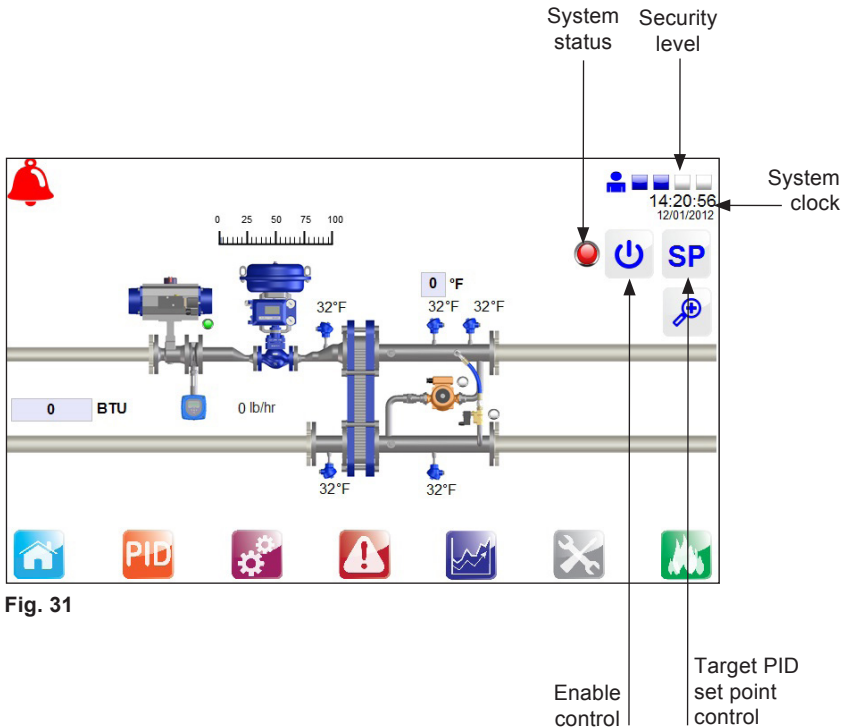 System
status
Security
level
System
clock
14:20:56
12/01/2012
0 25 50 75 100
SP
0 °F
32°F 32°F 32°F
0 BTU
0 lb/hr
32°F 32°F
PID
Fig. 31
Enable
control
Target PID
set point
control